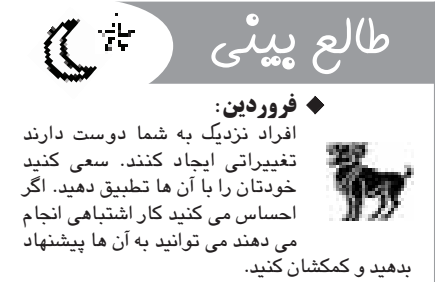 طالع بینی
◆ فروردین:
افراد نزدیک به شما دوست دارند
تغییراتی ایجاد کنند. سعی کنید
خودتان را با آن ها تطبیق دهید. اگر
احساس می کنید کار اشتباهی انجام
می دهند می توانید به آن ها پیشنهاد
بدهید و کمکشان کنید.